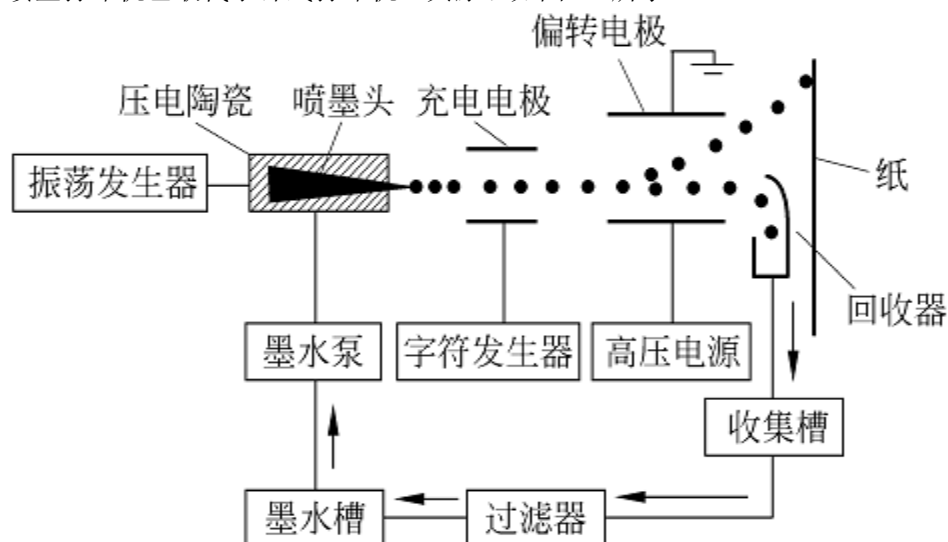 偏转电极
压电陶瓷
喷墨头
充电电极
振荡发生器
纸
回收器
墨水泵
字符发生器
高压电源
收集槽
墨水槽
过滤器